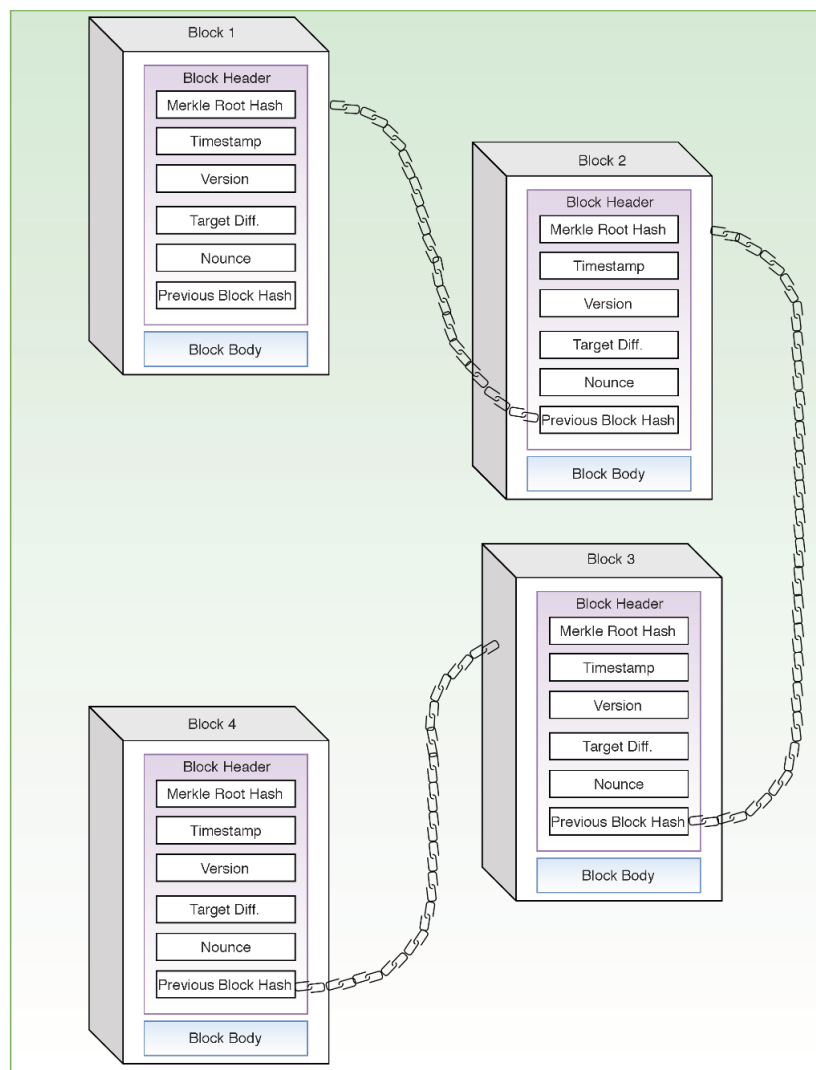 Block 1
Block Header
Merkle Root Hash
Timestamp
Version
Target Diff.
Nounce
Previous Block Hash
Block Body
Block 2
Block Header
Merkle Root Hash
Timestamp
Version
Target Diff.
Nounce
Previous Block Hash
Block Body
Block 3
Block Header
Merkle Root Hash
Timestamp
Version
Target Diff.
Nounce
Previous Block Hash
Block Body
Block 4
Block Header
Merkle Root Hash
Timestamp
Version
Target Diff.
Nounce
Previous Block Hash
Block Body